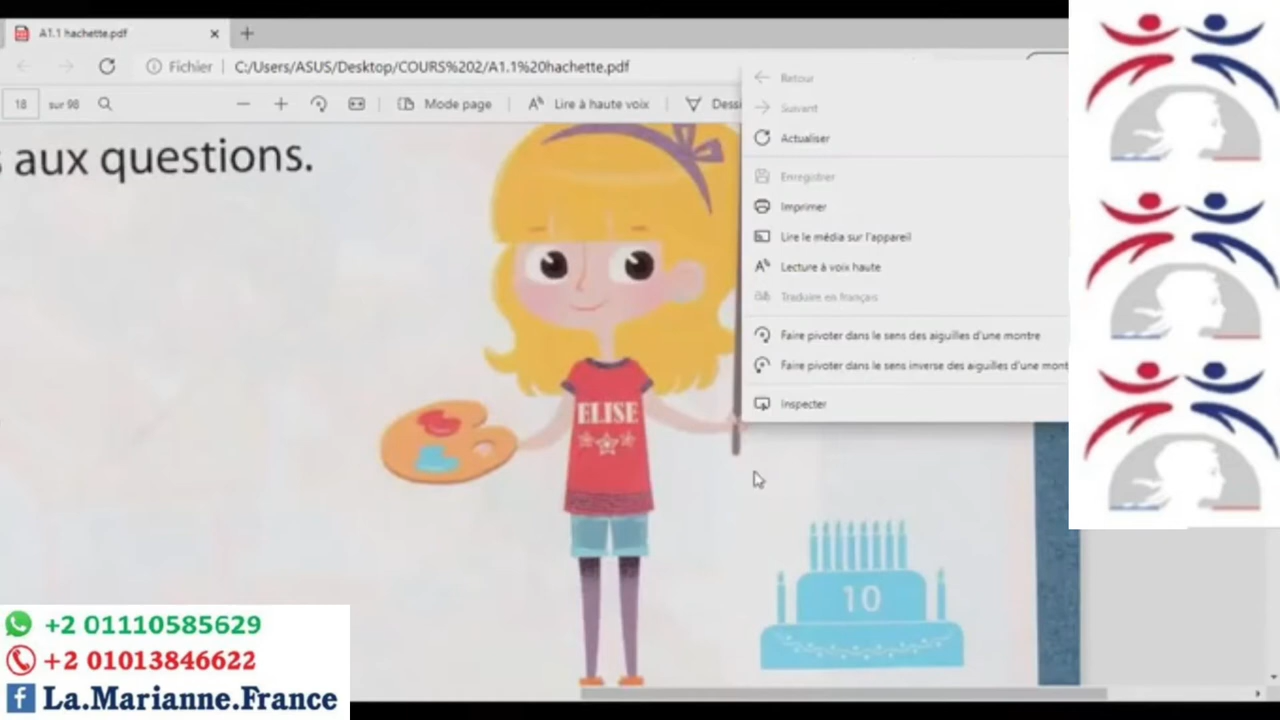 A1.1 hachette.pdf
Fichier
C:/Users/ASUS/Desktop/COURS%202/A1.1%20hachette.pdf
18 sur 98
Mode page
Lire à haute voix
Dessi
Retour
Suivant
Actualiser
Enregistrer
Imprimer
Lire le média sur l'appareil
Lecture à voix haute
Traduire en français
Faire pivoter dans le sens des aiguilles d'une montre
Faire pivoter dans le sens inverse des aiguilles d'une mont
Inspecter
s aux questions.
ELISE
10
+2 01110585629
+2 01013846622
La.Marianne.France